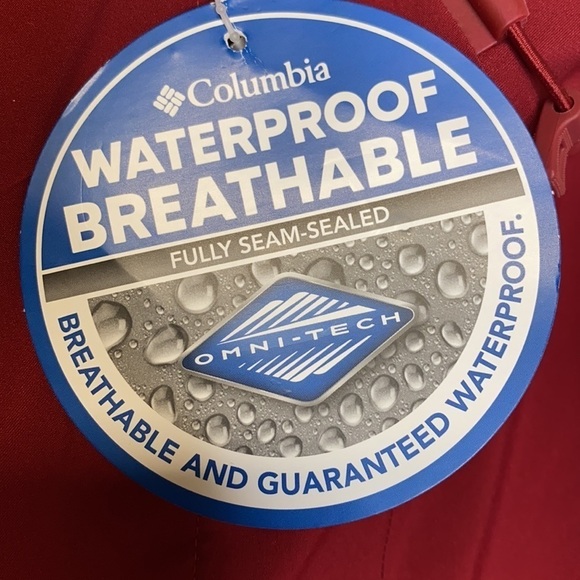 Columbia
WATERPROOF
BREATHABLE
FULLY SEAM-SEALED
OMNI-TECH
BREATHABLE AND GUARANTEED WATERPROOF.